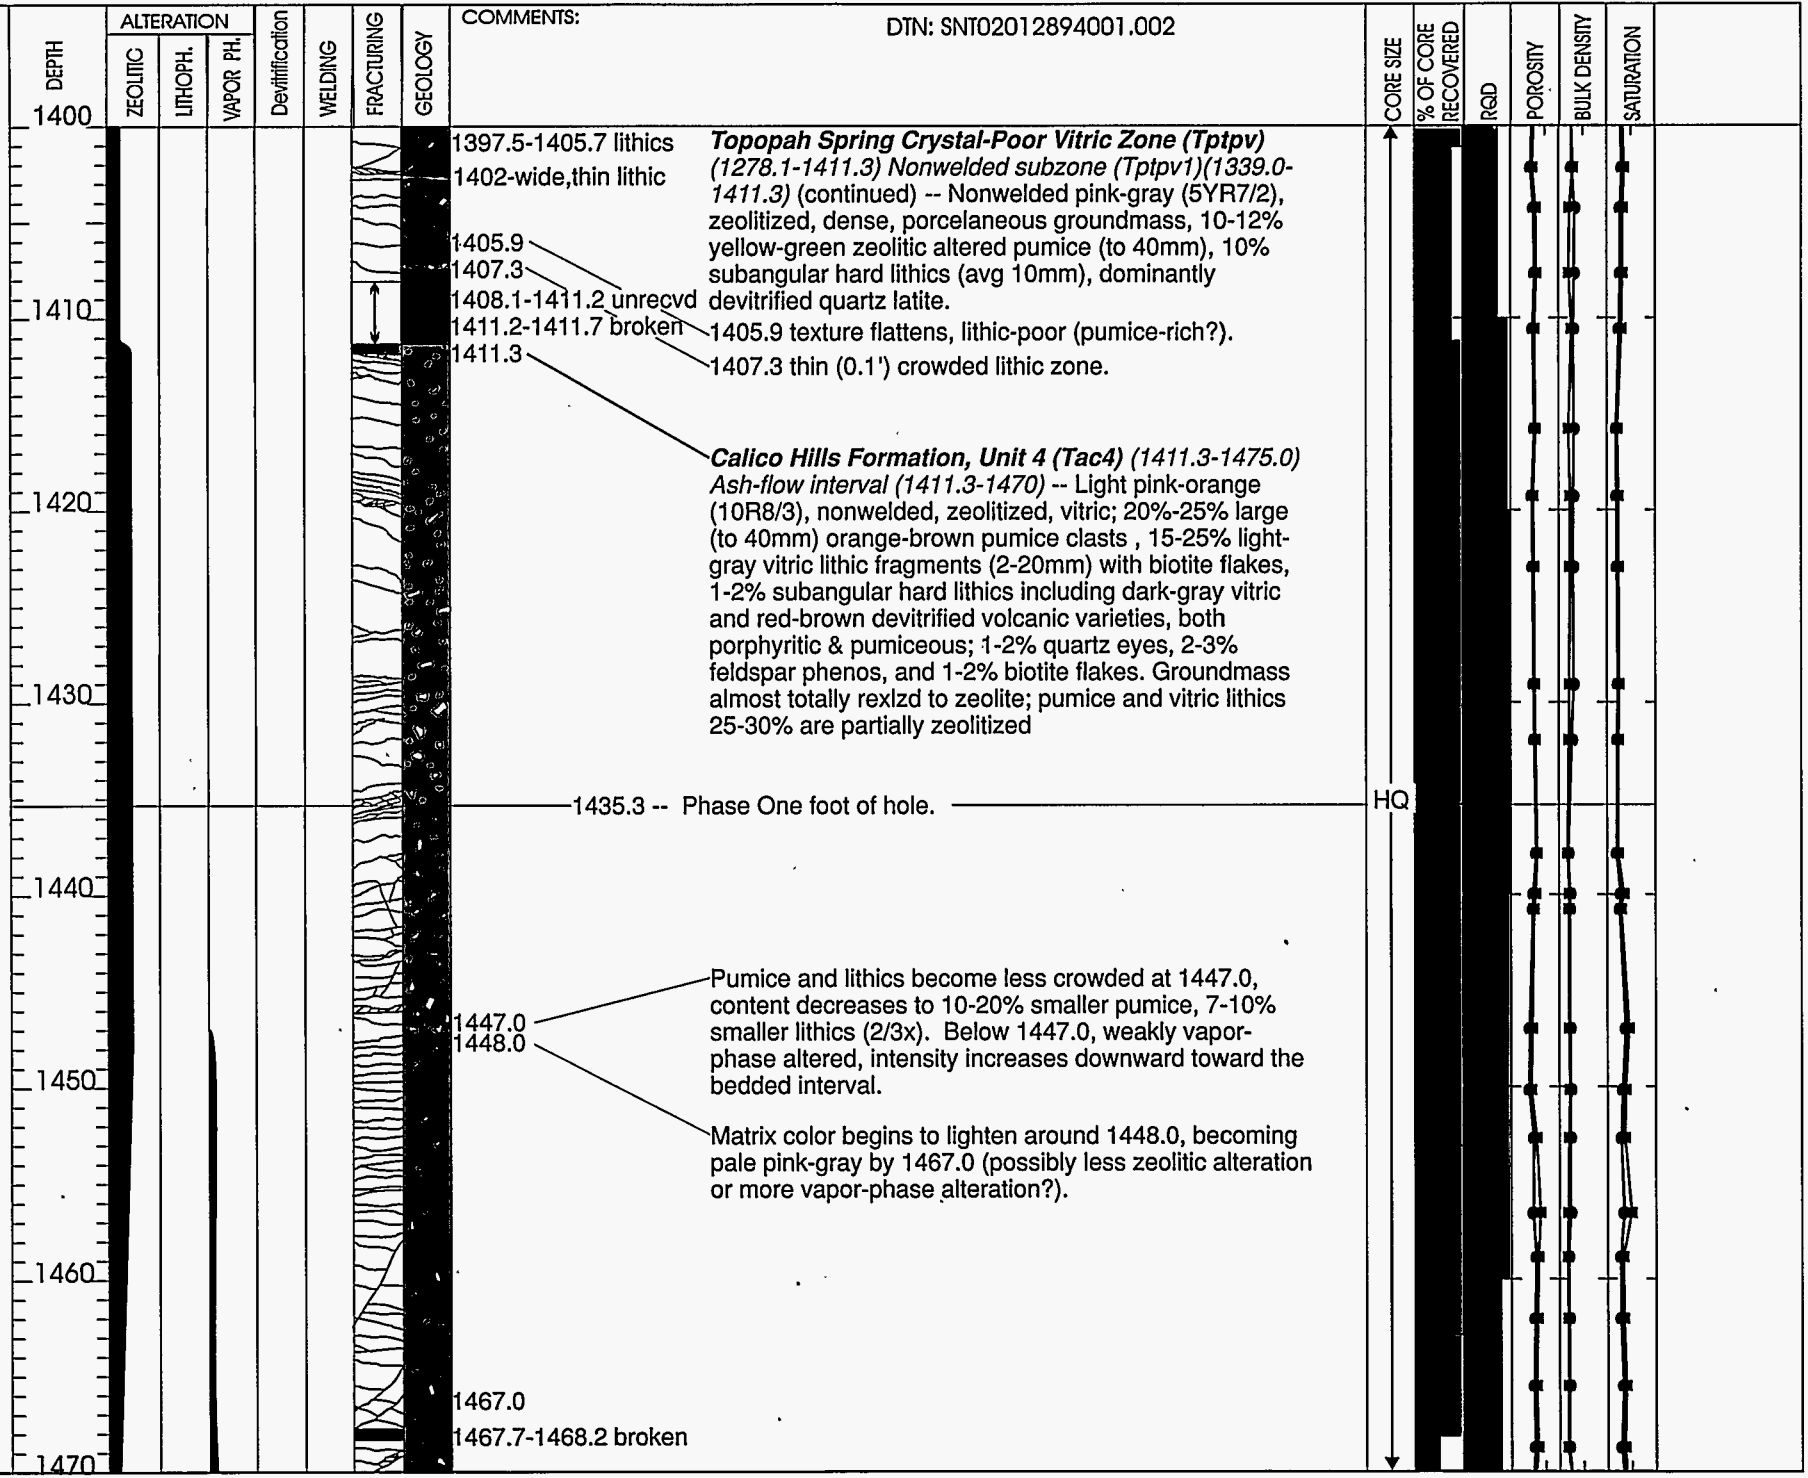 ALTERATION
COMMENTS:
DTN: SNT02012894001.002
DEPTH
ZEOLITIC
LITHOPH.
VAPOR PH.
Devitrification
WELDING
FRACTURING
GEOLOGY
CORE SIZE
% OF CORE
RECOVERED
RQD
POROSITY
BULK DENSITY
SATURATION
1400
1397.5-1405.7 lithics
1402-wide,thin lithic
1405.9
1407.3
1408.1-1411.2 unrecvd
1411.2-1411.7 broken
1411.3
Topopah Spring Crystal-Poor Vitric Zone (Tptpv)
(1278.1-1411.3) Nonwelded subzone (Tptpv1)(1339.0-
1411.3) (continued) -- Nonwelded pink-gray (5YR7/2),
zeolitized, dense, porcelaneous groundmass, 10-12%
yellow-green zeolitic altered pumice (to 40mm), 10%
subangular hard lithics (avg 10mm), dominantly
devitrified quartz latite.
1405.9 texture flattens, lithic-poor (pumice-rich?).
1407.3 thin (0.1') crowded lithic zone.
1410
Calico Hills Formation, Unit 4 (Tac4) (1411.3-1475.0)
Ash-flow interval (1411.3-1470) -- Light pink-orange
(10R8/3), nonwelded, zeolitized, vitric; 20%-25% large
(to 40mm) orange-brown pumice clasts , 15-25% light-
gray vitric lithic fragments (2-20mm) with biotite flakes,
1-2% subangular hard lithics including dark-gray vitric
and red-brown devitrified volcanic varieties, both
porphyritic & pumiceous; 1-2% quartz eyes, 2-3%
feldspar phenos, and 1-2% biotite flakes. Groundmass
almost totally rexlzd to zeolite; pumice and vitric lithics
25-30% are partially zeolitized
1420
1430
1435.3 -- Phase One foot of hole.
HQ
1440
1447.0
1448.0
Pumice and lithics become less crowded at 1447.0,
content decreases to 10-20% smaller pumice, 7-10%
smaller lithics (2/3x). Below 1447.0, weakly vapor-
phase altered, intensity increases downward toward the
bedded interval.
1450
Matrix color begins to lighten around 1448.0, becoming
pale pink-gray by 1467.0 (possibly less zeolitic alteration
or more vapor-phase alteration?).
1460
1467.0
1467.7-1468.2 broken
1470